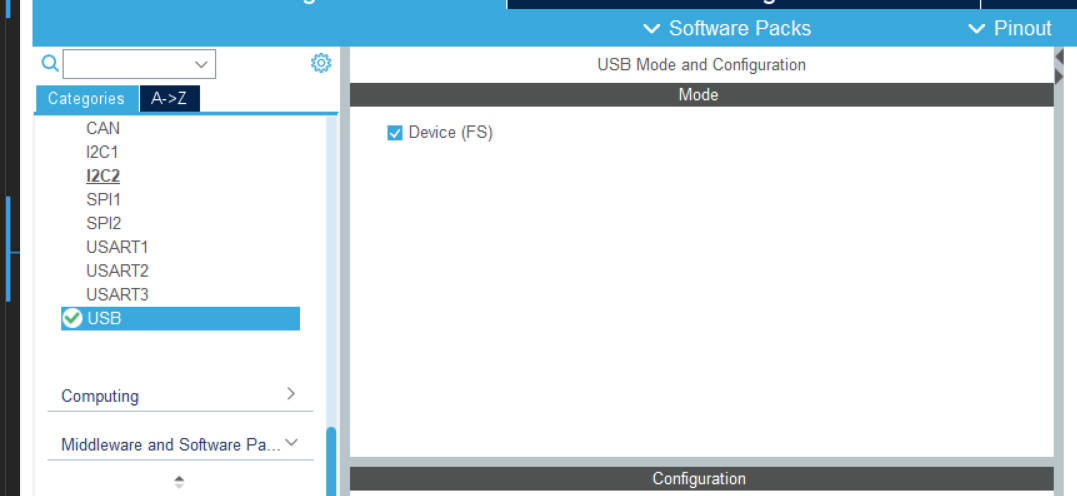 Software Packs
Pinout
USB Mode and Configuration
Categories
A->Z
Mode
CAN
Device (FS)
I2C1
I2C2
SPI1
SPI2
USART1
USART2
USART3
USB
Computing
Middleware and Software Pa...
Configuration